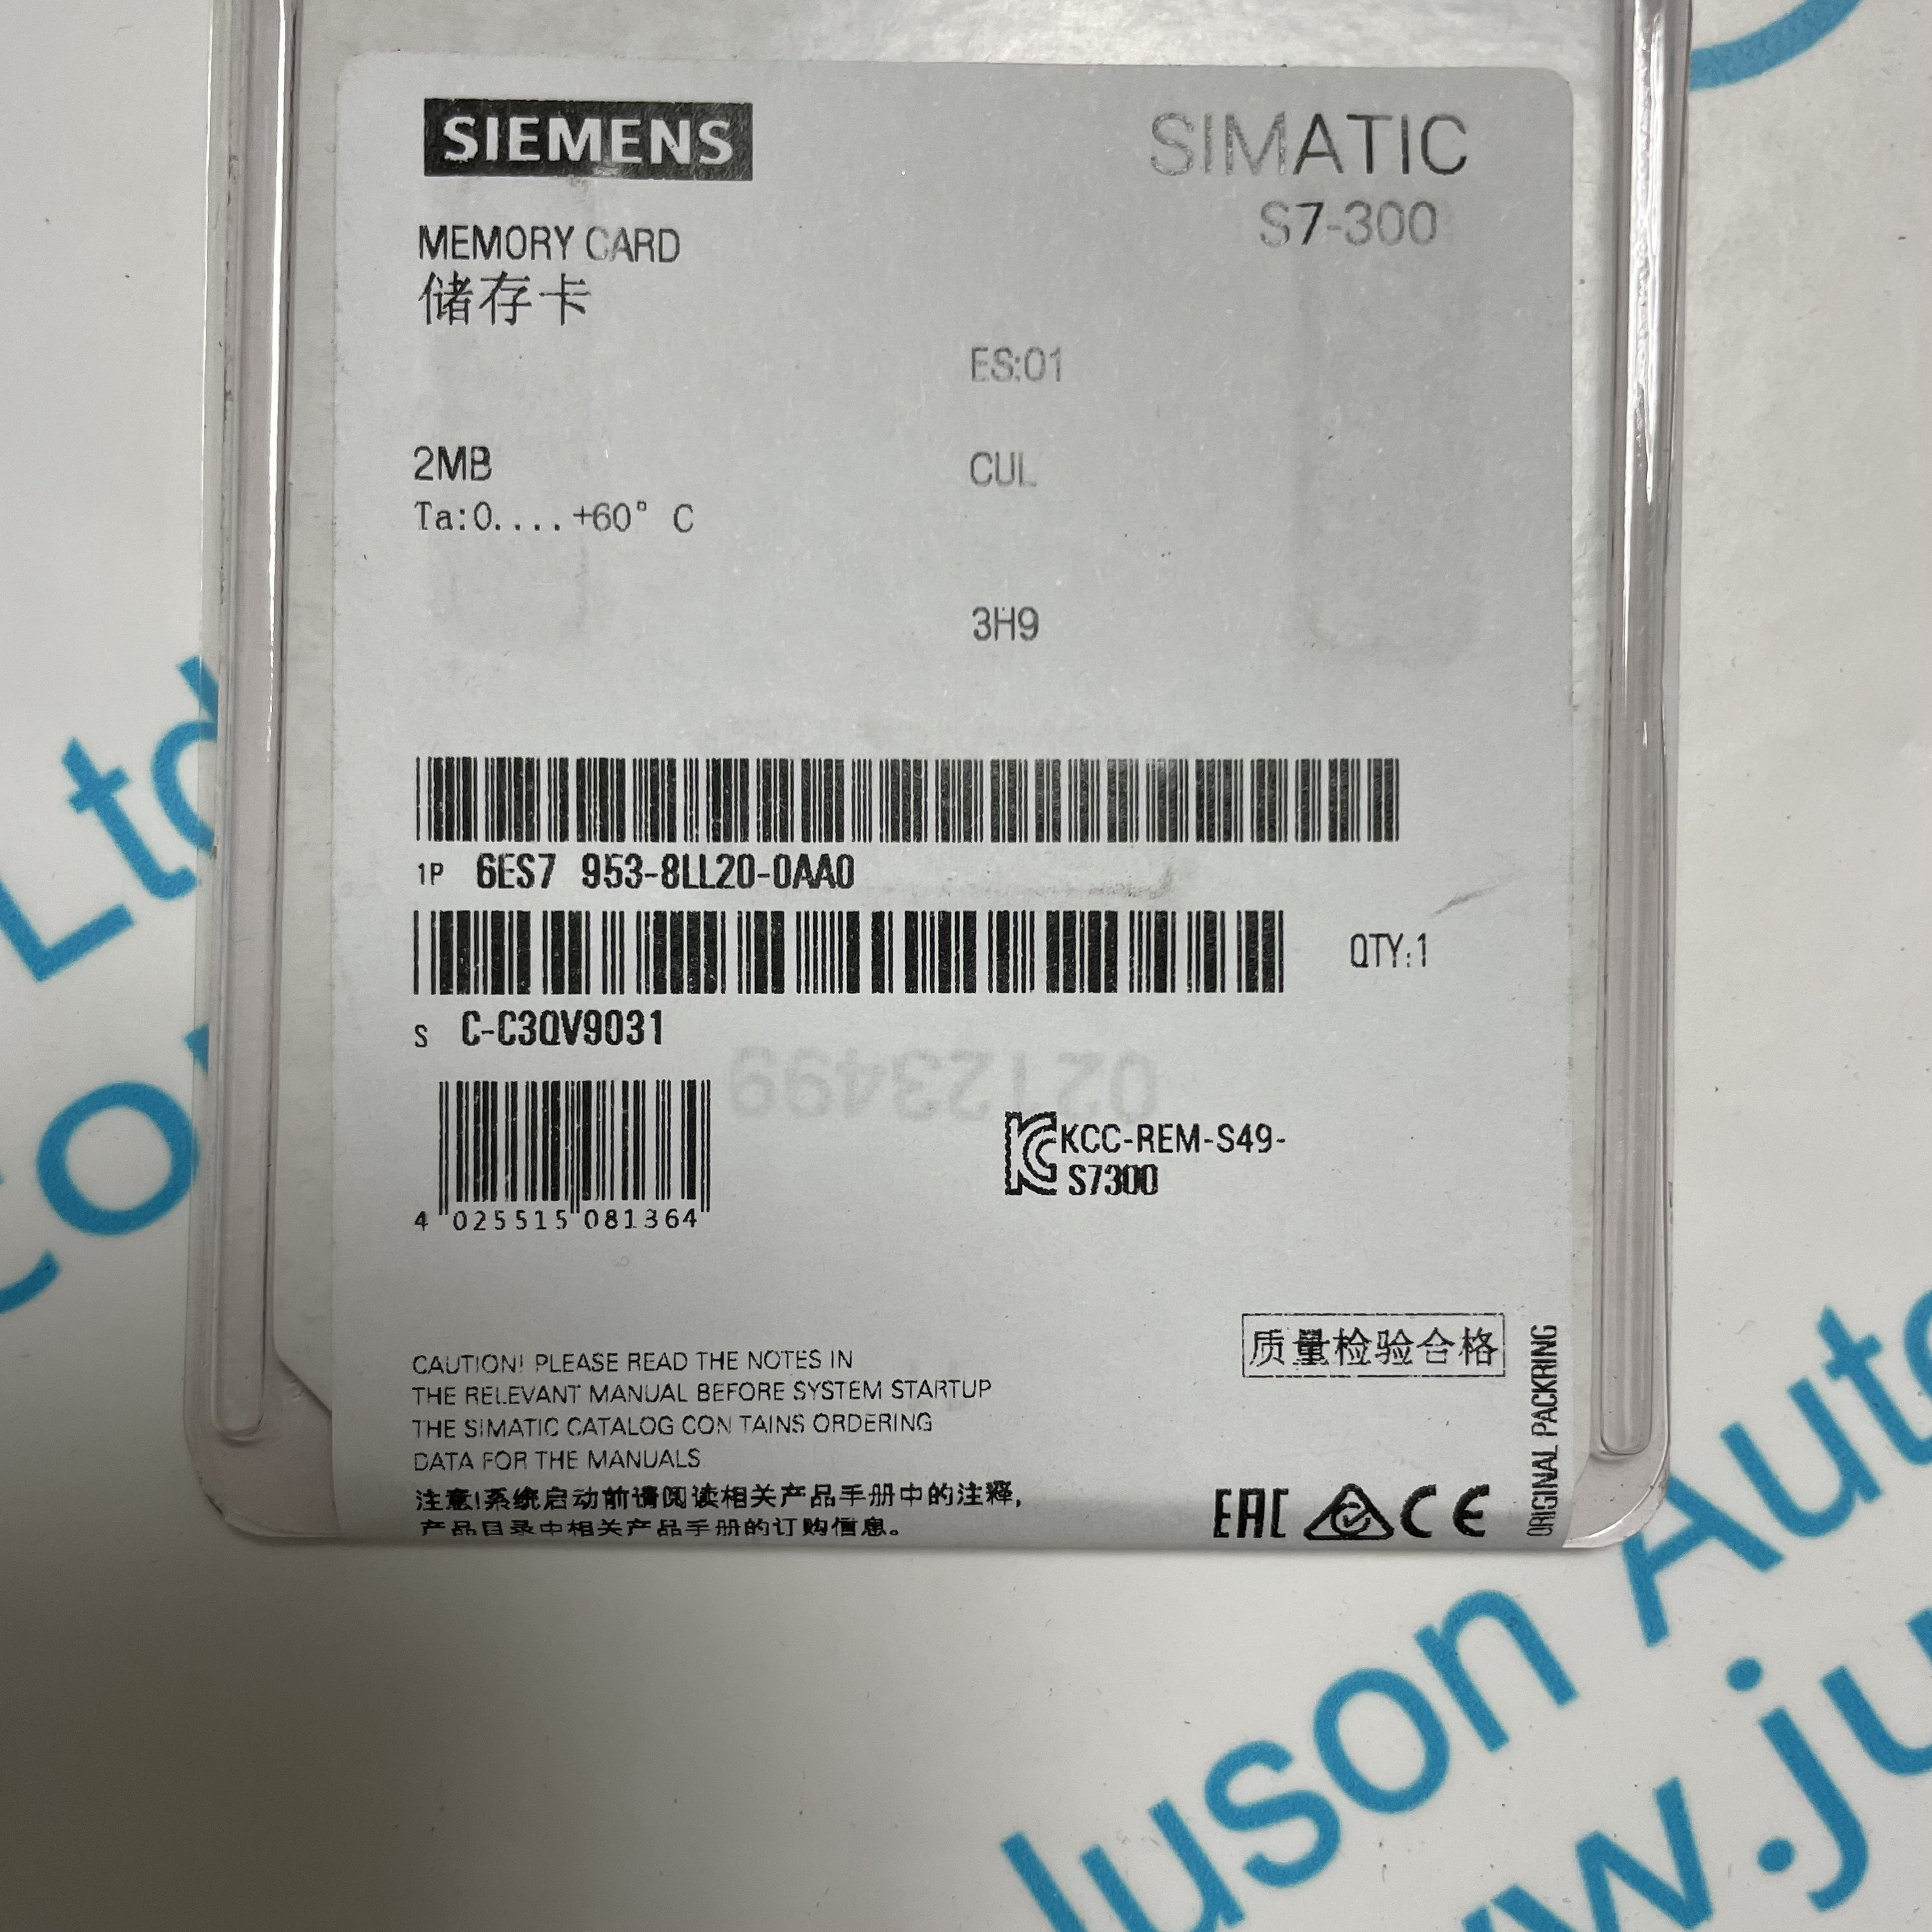 SIEMENS
SIMATIC
S7-300
MEMORY CARD
储存卡
ES:01
2MB
CUL
Ta:0....+60° C
3H9
1P 6ES7 953-8LL20-0AA0
QTY:1
S C-C3QV9031
02123499
KCC-REM-S49-
S7300
4 025515 081364
质量检验合格
CAUTION! PLEASE READ THE NOTES IN
THE RELEVANT MANUAL BEFORE SYSTEM STARTUP
THE SIMATIC CATALOG CON TAINS ORDERING
DATA FOR THE MANUALS
注意!系统启动前请阅读相关产品手册中的注释,
产品目录中相关产品手册的订购信息。
EAC CE
ORIGINAL PACKRING
Ltd
Co
Juson Auto
www.ju